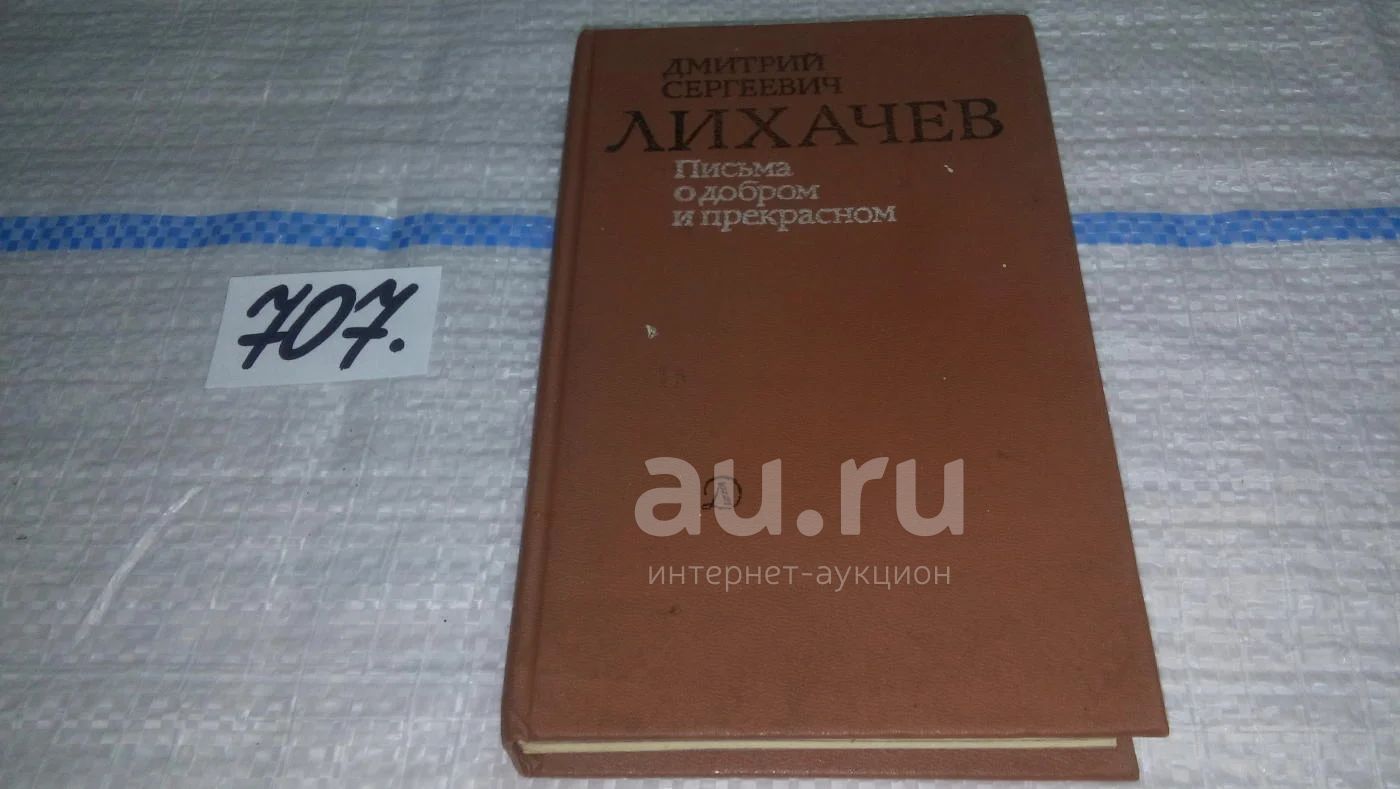 ДМИТРИЙ
СЕРГЕЕВИЧ
ЛИХАЧЕВ
Письма
о добром
и прекрасном
707.
au.ru
интернет-аукцион